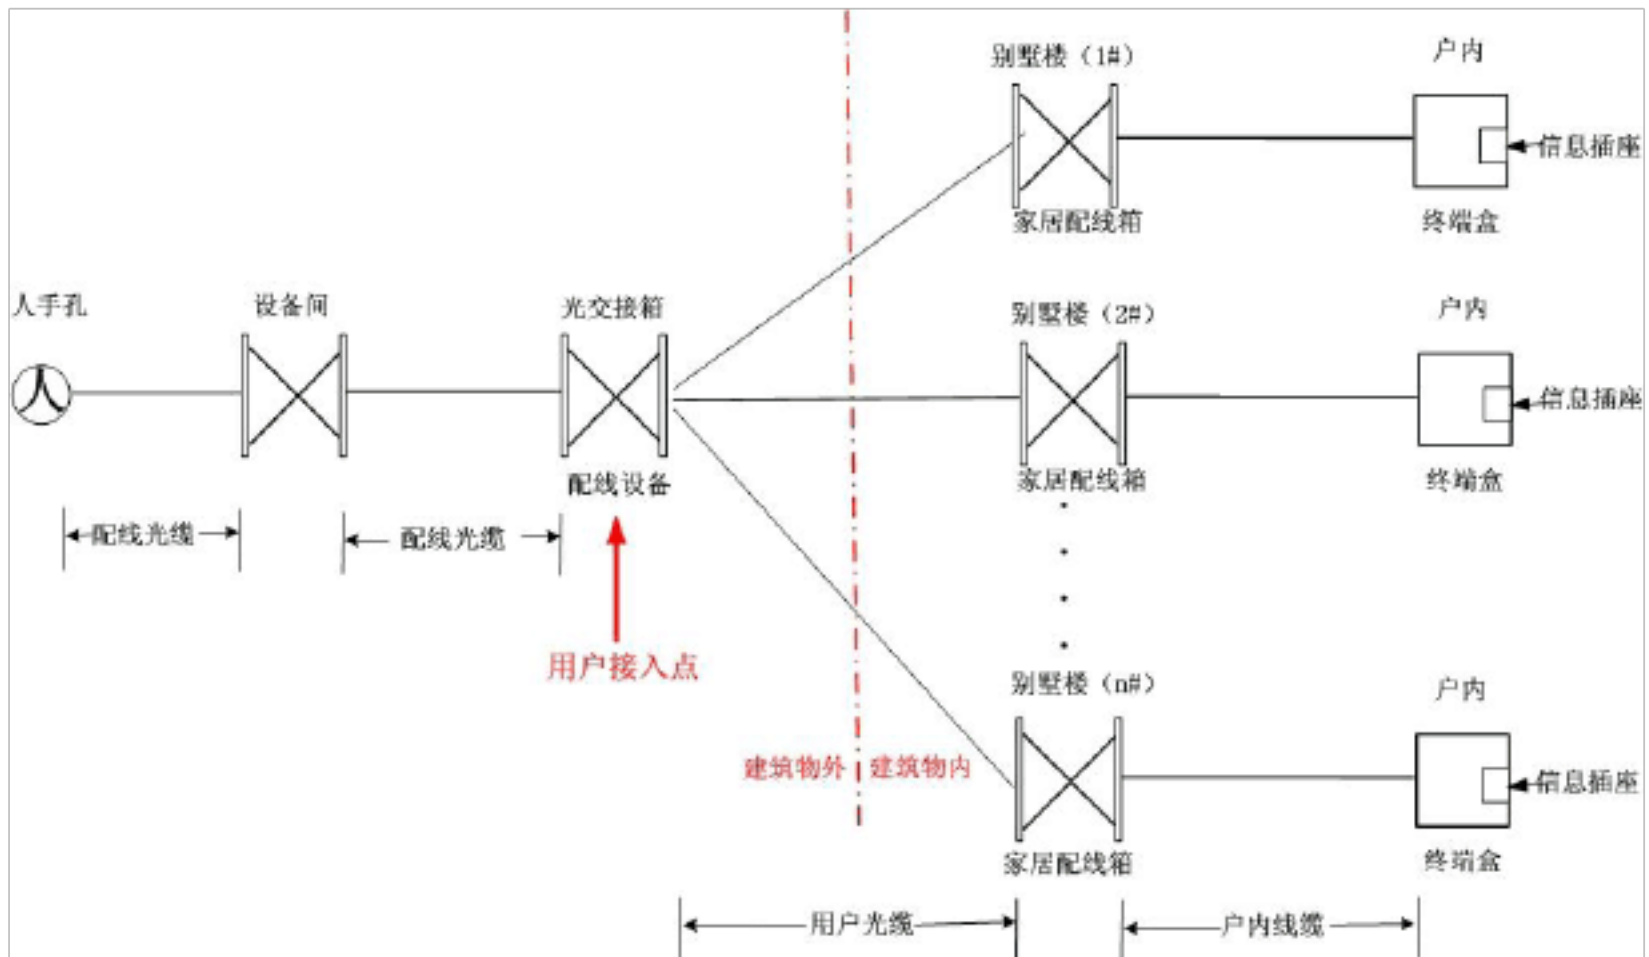 别墅楼（1#）
户内
信息插座
家居配线箱
终端盒
人手孔
设备间
光交接箱
别墅楼（2#）
户内
信息插座
配线设备
家居配线箱
终端盒
配线光缆
配线光缆
用户接入点
别墅楼（n#）
户内
建筑物外
建筑物内
信息插座
家居配线箱
终端盒
用户光缆
户内线缆